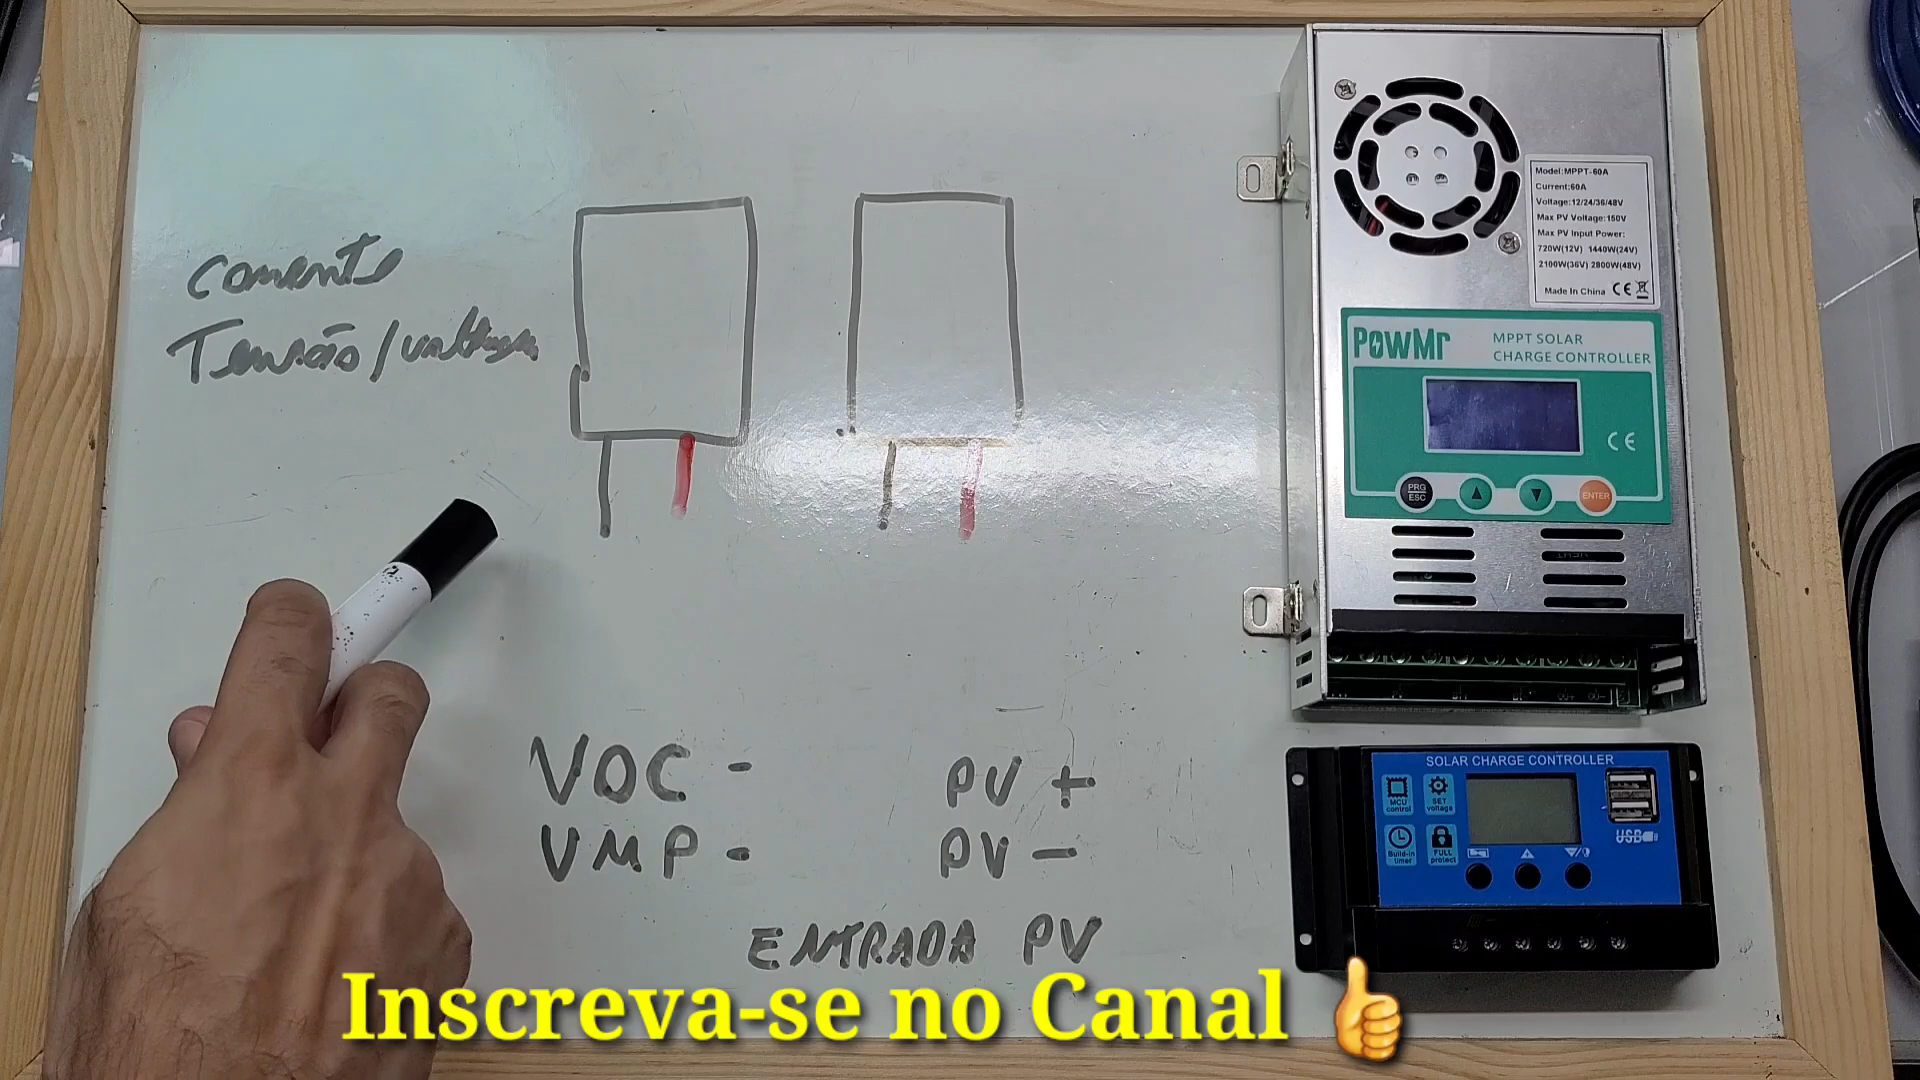 Corrente
Tensão/voltagem
VOC -
VMP -
PV +
PV -
ENTRADA PV
Model:MPPT-60A
Current:60A
Voltage:12/24/36/48V
Max PV Voltage:150V
Max PV Input Power:
720W(12V) 1440W(24V)
2100W(36V) 2800W(48V)
Made In China CE
PowMr
MPPT SOLAR
CHARGE CONTROLLER
CE
PRG
ESC
ENTER
VENT
SOLAR CHARGE CONTROLLER
MCU
control
SET
voltage
Build-in
timer
FULL
protect
USB
Inscreva-se no Canal 👍